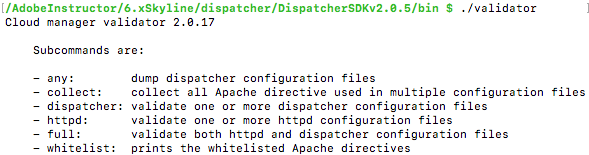 [/AdobeInstructor/6.xSkyline/dispatcher/DispatcherSDKv2.0.5/bin $ ./validator ]
Cloud manager validator 2.0.17
Subcommands are:
- any: dump dispatcher configuration files
- collect: collect all Apache directive used in multiple configuration files
- dispatcher: validate one or more dispatcher configuration files
- httpd: validate one or more httpd configuration files
- full: validate both httpd and dispatcher configuration files
- whitelist: prints the whitelisted Apache directives